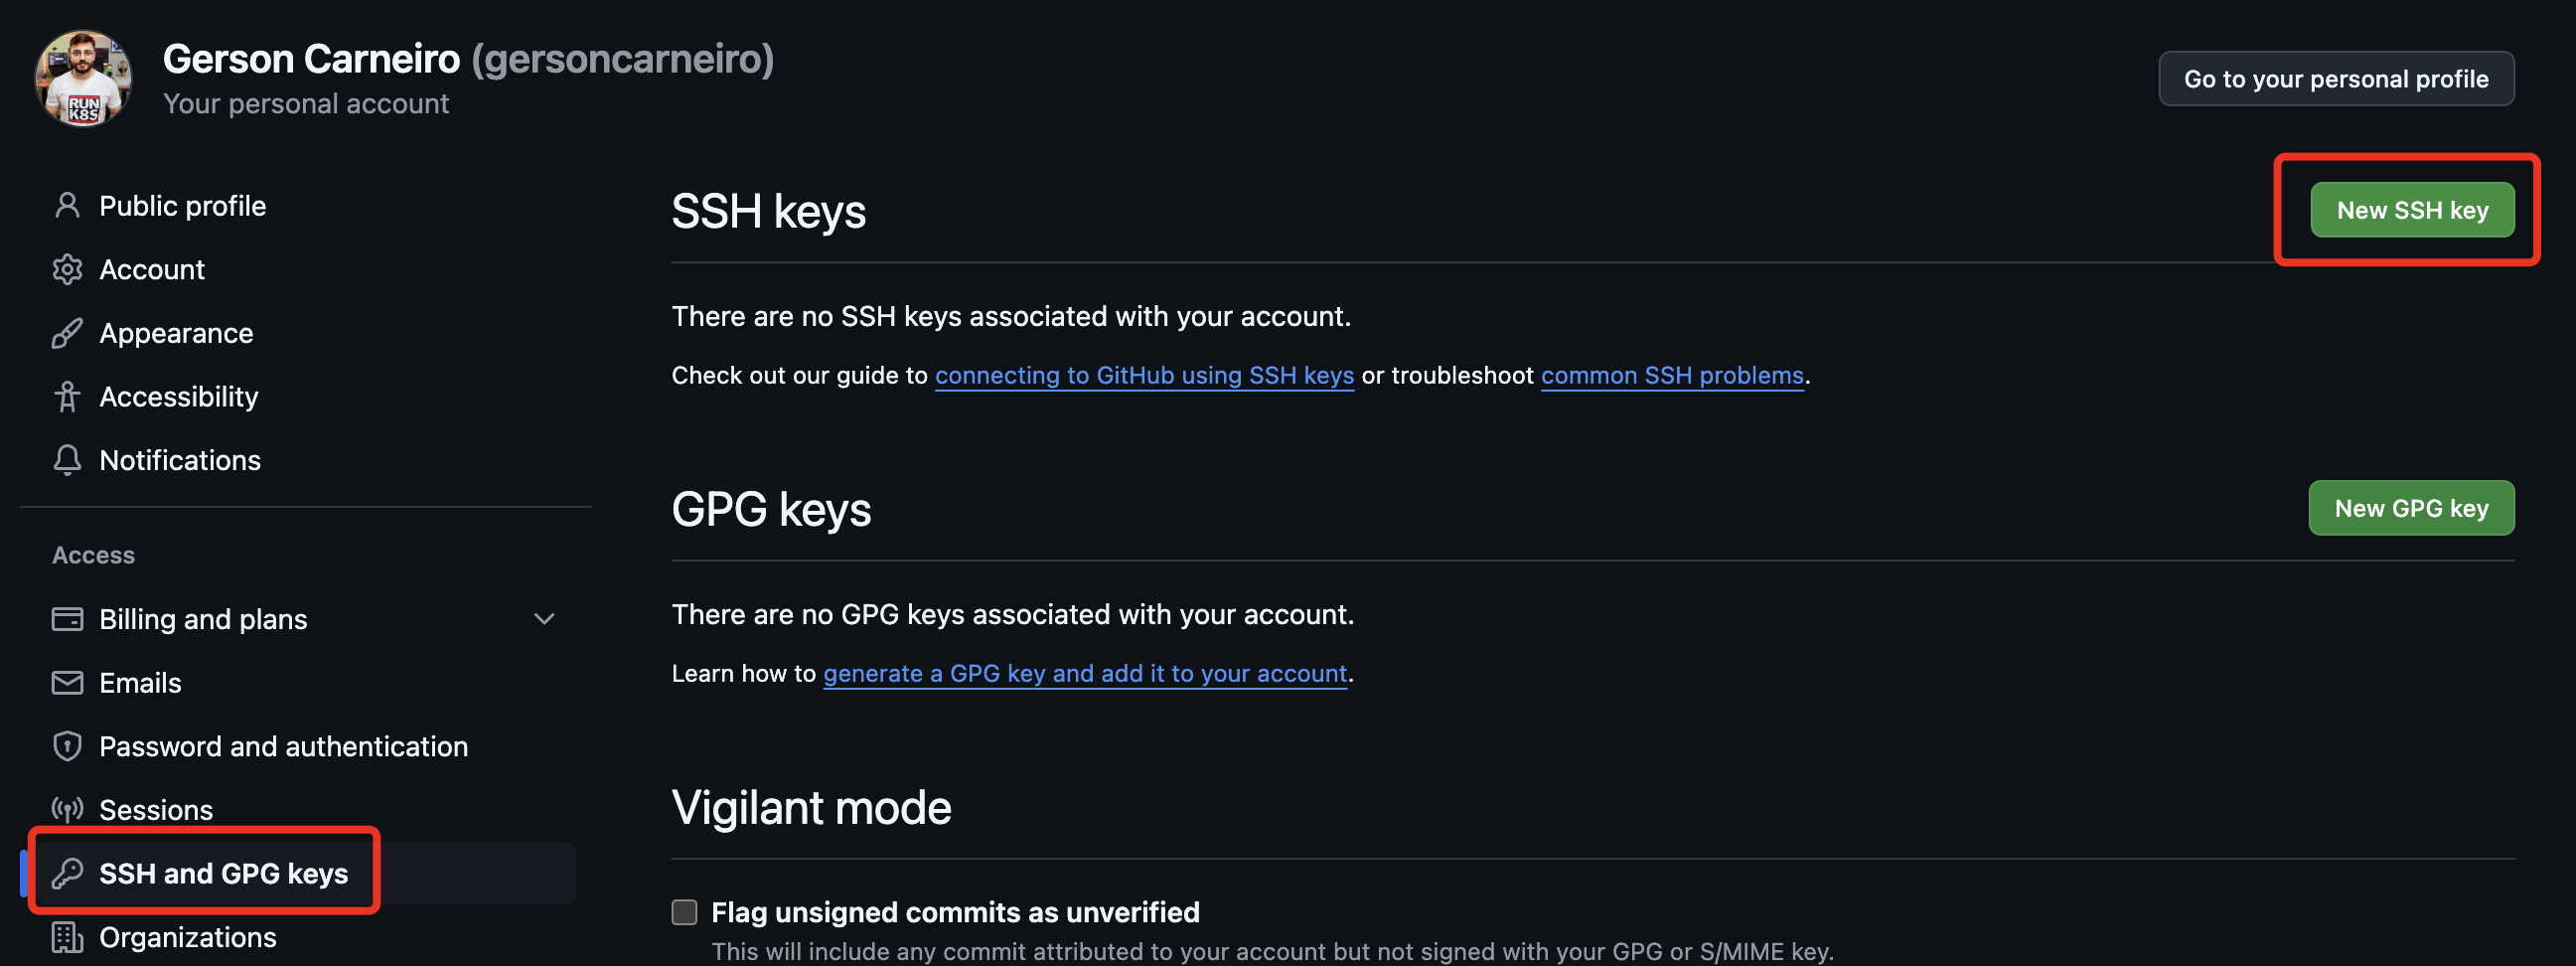 Gerson Carneiro (gersoncarneiro)
Your personal account
RUN
K8S
Go to your personal profile
Public profile
Account
Appearance
Accessibility
Notifications
Access
Billing and plans
Emails
Password and authentication
Sessions
SSH and GPG keys
Organizations
SSH keys
New SSH key
There are no SSH keys associated with your account.
Check out our guide to connecting to GitHub using SSH keys or troubleshoot common SSH problems.
GPG keys
New GPG key
There are no GPG keys associated with your account.
Learn how to generate a GPG key and add it to your account.
Vigilant mode
Flag unsigned commits as unverified
This will include any commit attributed to your account but not signed with your GPG or S/MIME key.